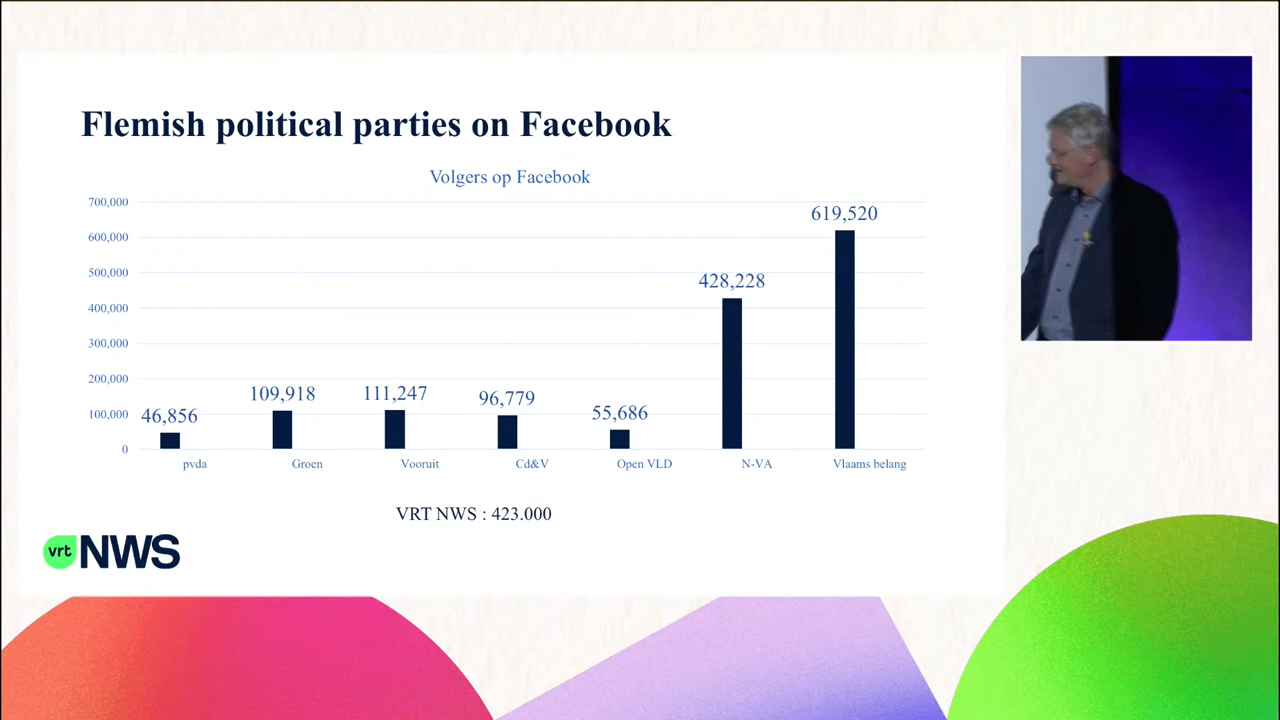 Flemish political parties on Facebook
Volgers op Facebook
700,000
600,000
500,000
400,000
300,000
200,000
100,000
0
46,856
109,918
111,247
96,779
55,686
428,228
619,520
pvda
Groen
Vooruit
Cd&V
Open VLD
N-VA
Vlaams belang
VRT NWS : 423.000
vrt NWS